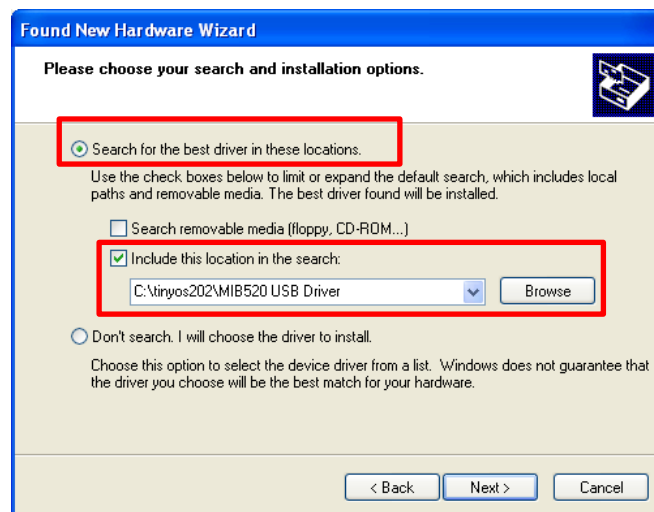 Found New Hardware Wizard
Please choose your search and installation options.
Search for the best driver in these locations.
Use the check boxes below to limit or expand the default search, which includes local
paths and removable media. The best driver found will be installed.
Search removable media (floppy, CD-ROM...)
Include this location in the search:
C:\tinyos202\MIB520 USB Driver
Browse
Don't search. I will choose the driver to install.
Choose this option to select the device driver from a list. Windows does not guarantee that
the driver you choose will be the best match for your hardware.
< Back Next > Cancel